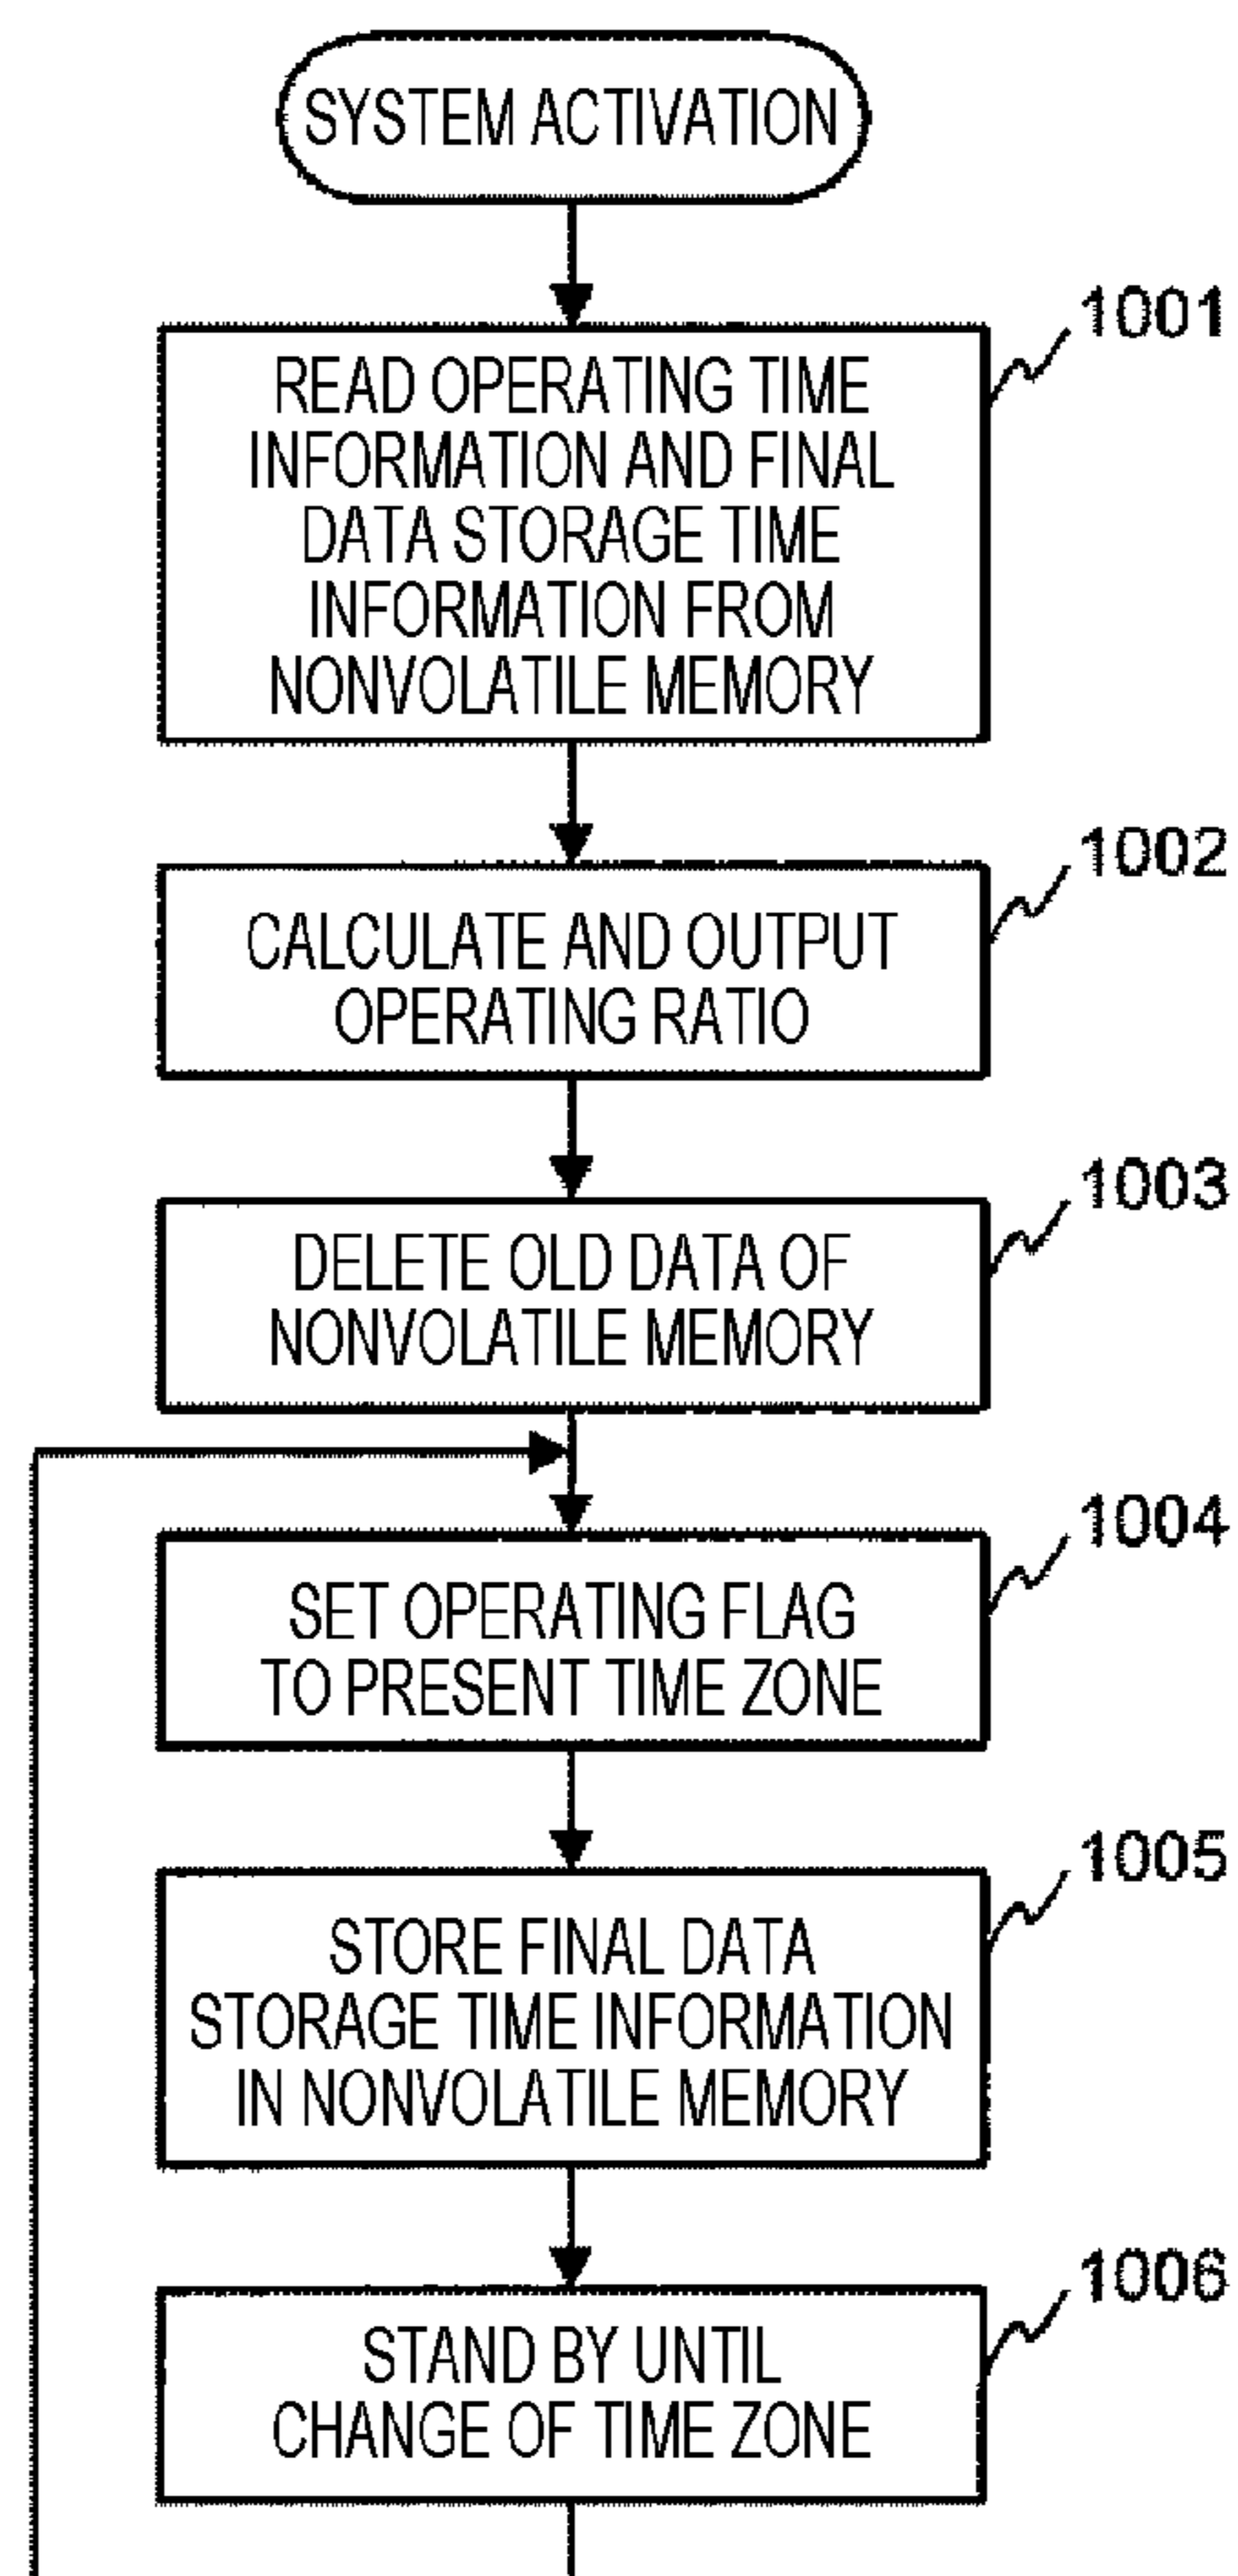 SYSTEM ACTIVATION
1001
READ OPERATING TIME
INFORMATION AND FINAL
DATA STORAGE TIME
INFORMATION FROM
NONVOLATILE MEMORY
1002
CALCULATE AND OUTPUT
OPERATING RATIO
1003
DELETE OLD DATA OF
NONVOLATILE MEMORY
1004
SET OPERATING FLAG
TO PRESENT TIME ZONE
1005
STORE FINAL DATA
STORAGE TIME INFORMATION
IN NONVOLATILE MEMORY
1006
STAND BY UNTIL
CHANGE OF TIME ZONE